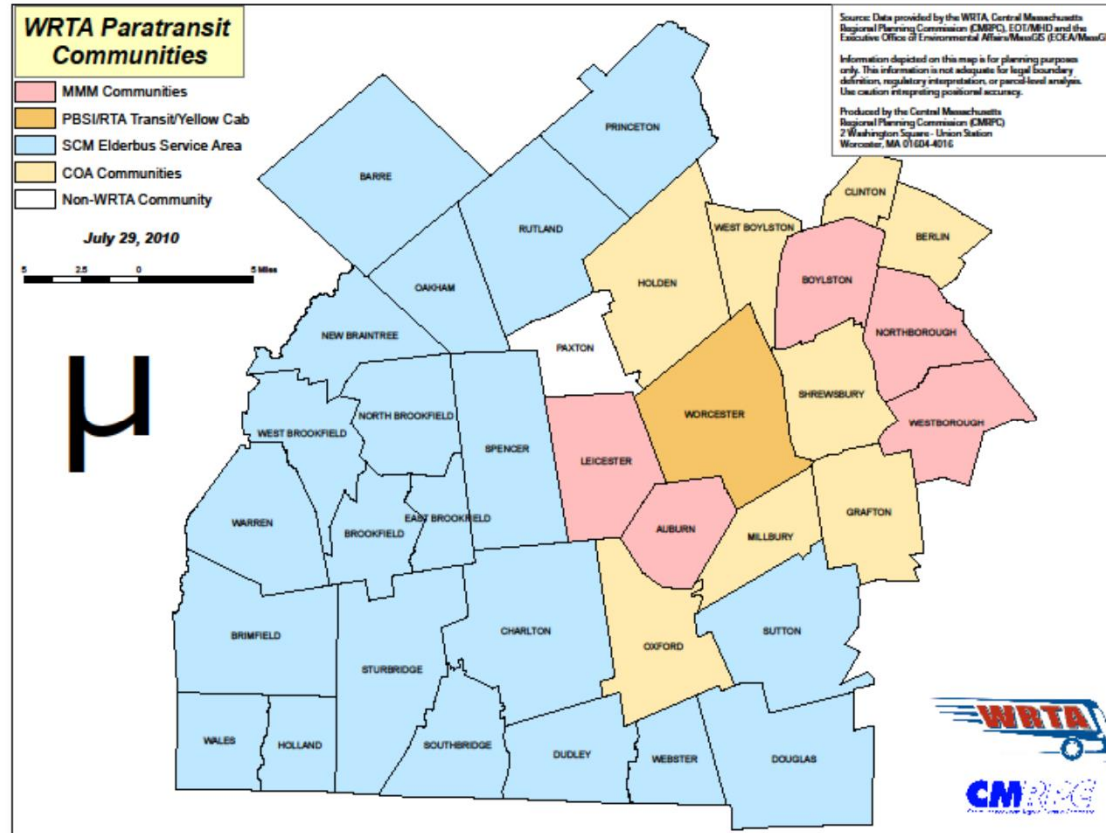 WRTA Paratransit
Communities
MMM Communities
PBSI/RTA Transit/Yellow Cab
SCM Elderbus Service Area
COA Communities
Non-WRTA Community
July 29, 2010
5 2.5 0 5 Miles
μ
Source: Data provided by the WRTA, Central Massachusetts
Regional Planning Commission (CMRPC), EOT/MHD and the
Executive Office of Environmental Affairs/MassGIS (EOEA/MassGI
Information depicted on this map is for planning purposes
only. This information is not adequate for legal boundary
definition, regulatory interpretation, or parcel-level analysis.
Use caution intrepreting positional accuracy.
Produced by the Central Massachusetts
Regional Planning Commission (CMRPC)
2 Washington Square - Union Station
Worcester, MA 01604-4016
PRINCETON
BARRE
CLINTON
RUTLAND
WEST BOYLSTON
BERLIN
OAKHAM
HOLDEN
BOYLSTON
NEW BRAINTREE
PAXTON
NORTHBOROUGH
SHREWSBURY
NORTH BROOKFIELD
WORCESTER
WESTBOROUGH
WEST BROOKFIELD
SPENCER
LEICESTER
GRAFTON
WARREN
BROOKFIELD
EAST BROOKFIELD
AUBURN
MILLBURY
BRIMFIELD
CHARLTON
SUTTON
OXFORD
STURBRIDGE
WALES
HOLLAND
SOUTHBRIDGE
DUDLEY
WEBSTER
DOUGLAS
WRTA
CMRPC